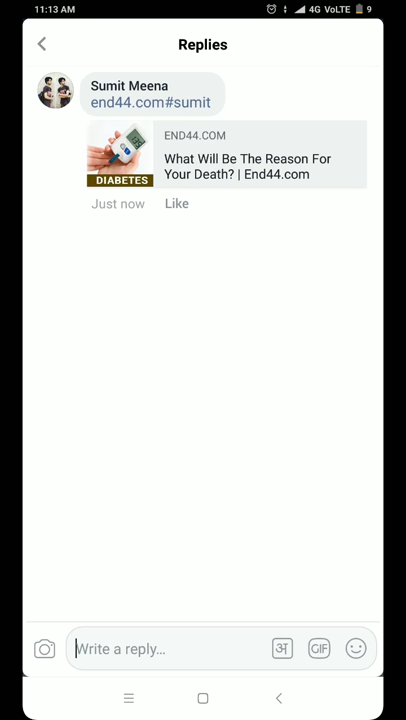 11:13 AM
4G VoLTE 9
Replies
Sumit Meena
end44.com#sumit
END44.COM
What Will Be The Reason For
Your Death? | End44.com
DIABETES
Just now Like
Write a reply...
अ GIF